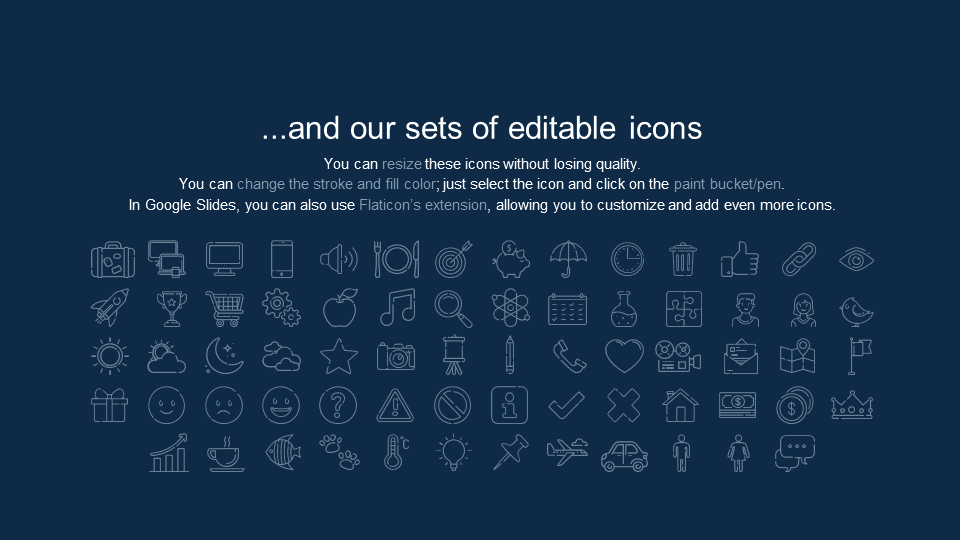 ...and our sets of editable icons
You can resize these icons without losing quality.
You can change the stroke and fill color; just select the icon and click on the paint bucket/pen.
In Google Slides, you can also use Flaticon’s extension, allowing you to customize and add even more icons.
$
?
i
$
$
°C